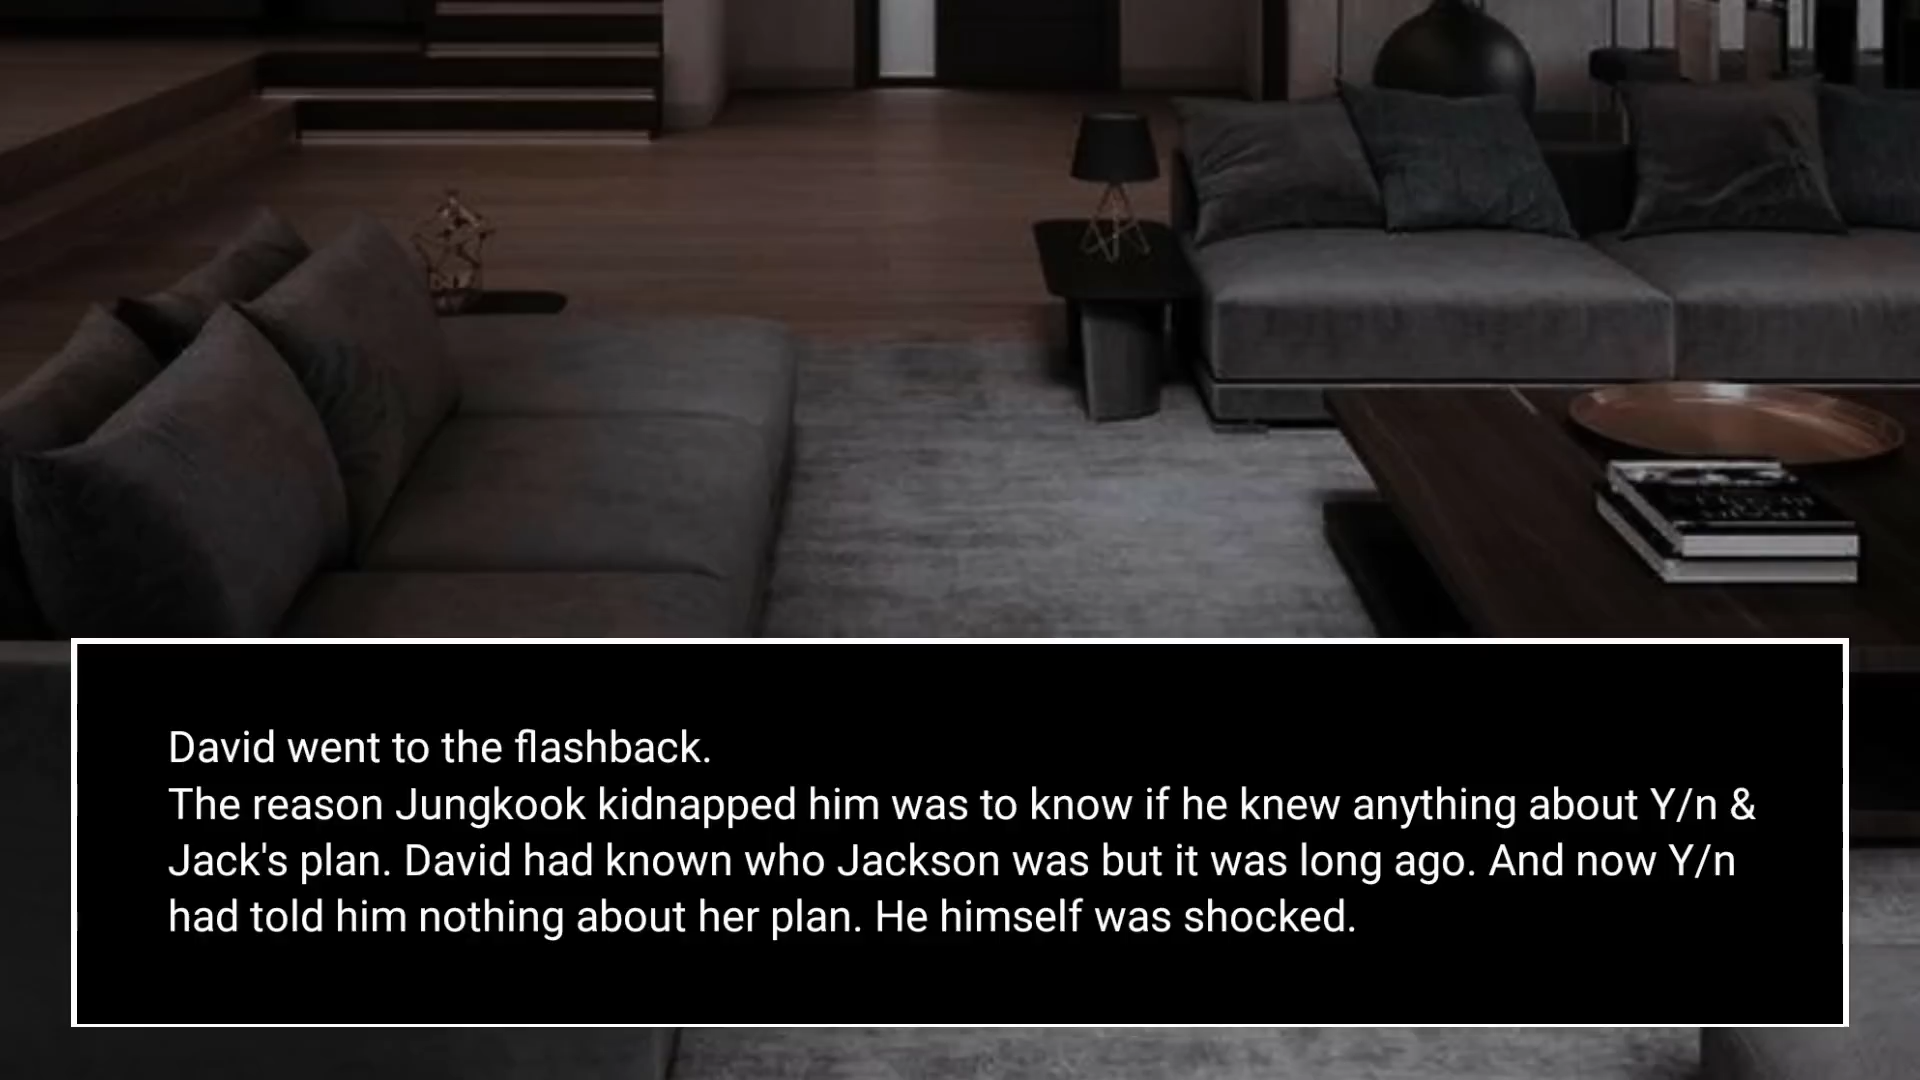 David went to the flashback.
The reason Jungkook kidnapped him was to know if he knew anything about Y/n &
Jack's plan. David had known who Jackson was but it was long ago. And now Y/n
had told him nothing about her plan. He himself was shocked.